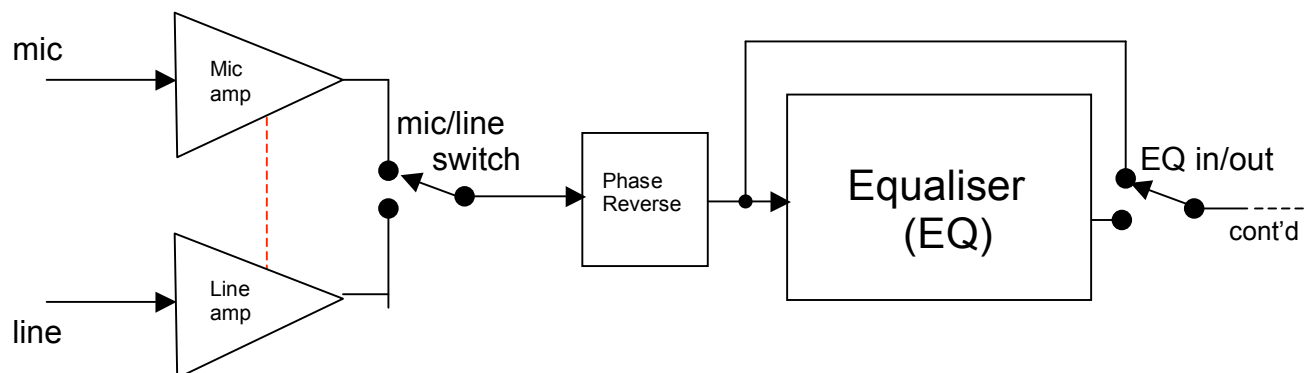 mic
Mic
amp
mic/line
switch
Phase
Reverse
Equaliser
(EQ)
EQ in/out
cont'd
Line
amp
line